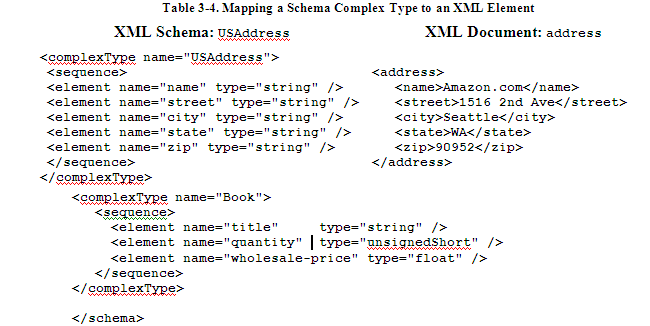 Table 3-4. Mapping a Schema Complex Type to an XML Element
XML Schema: USAddress XML Document: address
<complexType name="USAddress">
<sequence> <address>
<element name="name" type="string" /> <name>Amazon.com</name>
<element name="street" type="string" /> <street>1516 2nd Ave</street>
<element name="city" type="string" /> <city>Seattle</city>
<element name="state" type="string" /> <state>WA</state>
<element name="zip" type="string" /> <zip>90952</zip>
</sequence> </address>
</complexType>
<complexType name="Book">
<sequence>
<element name="title" type="string" />
<element name="quantity" type="unsignedShort" />
<element name="wholesale-price" type="float" />
</sequence>
</complexType>
</schema>